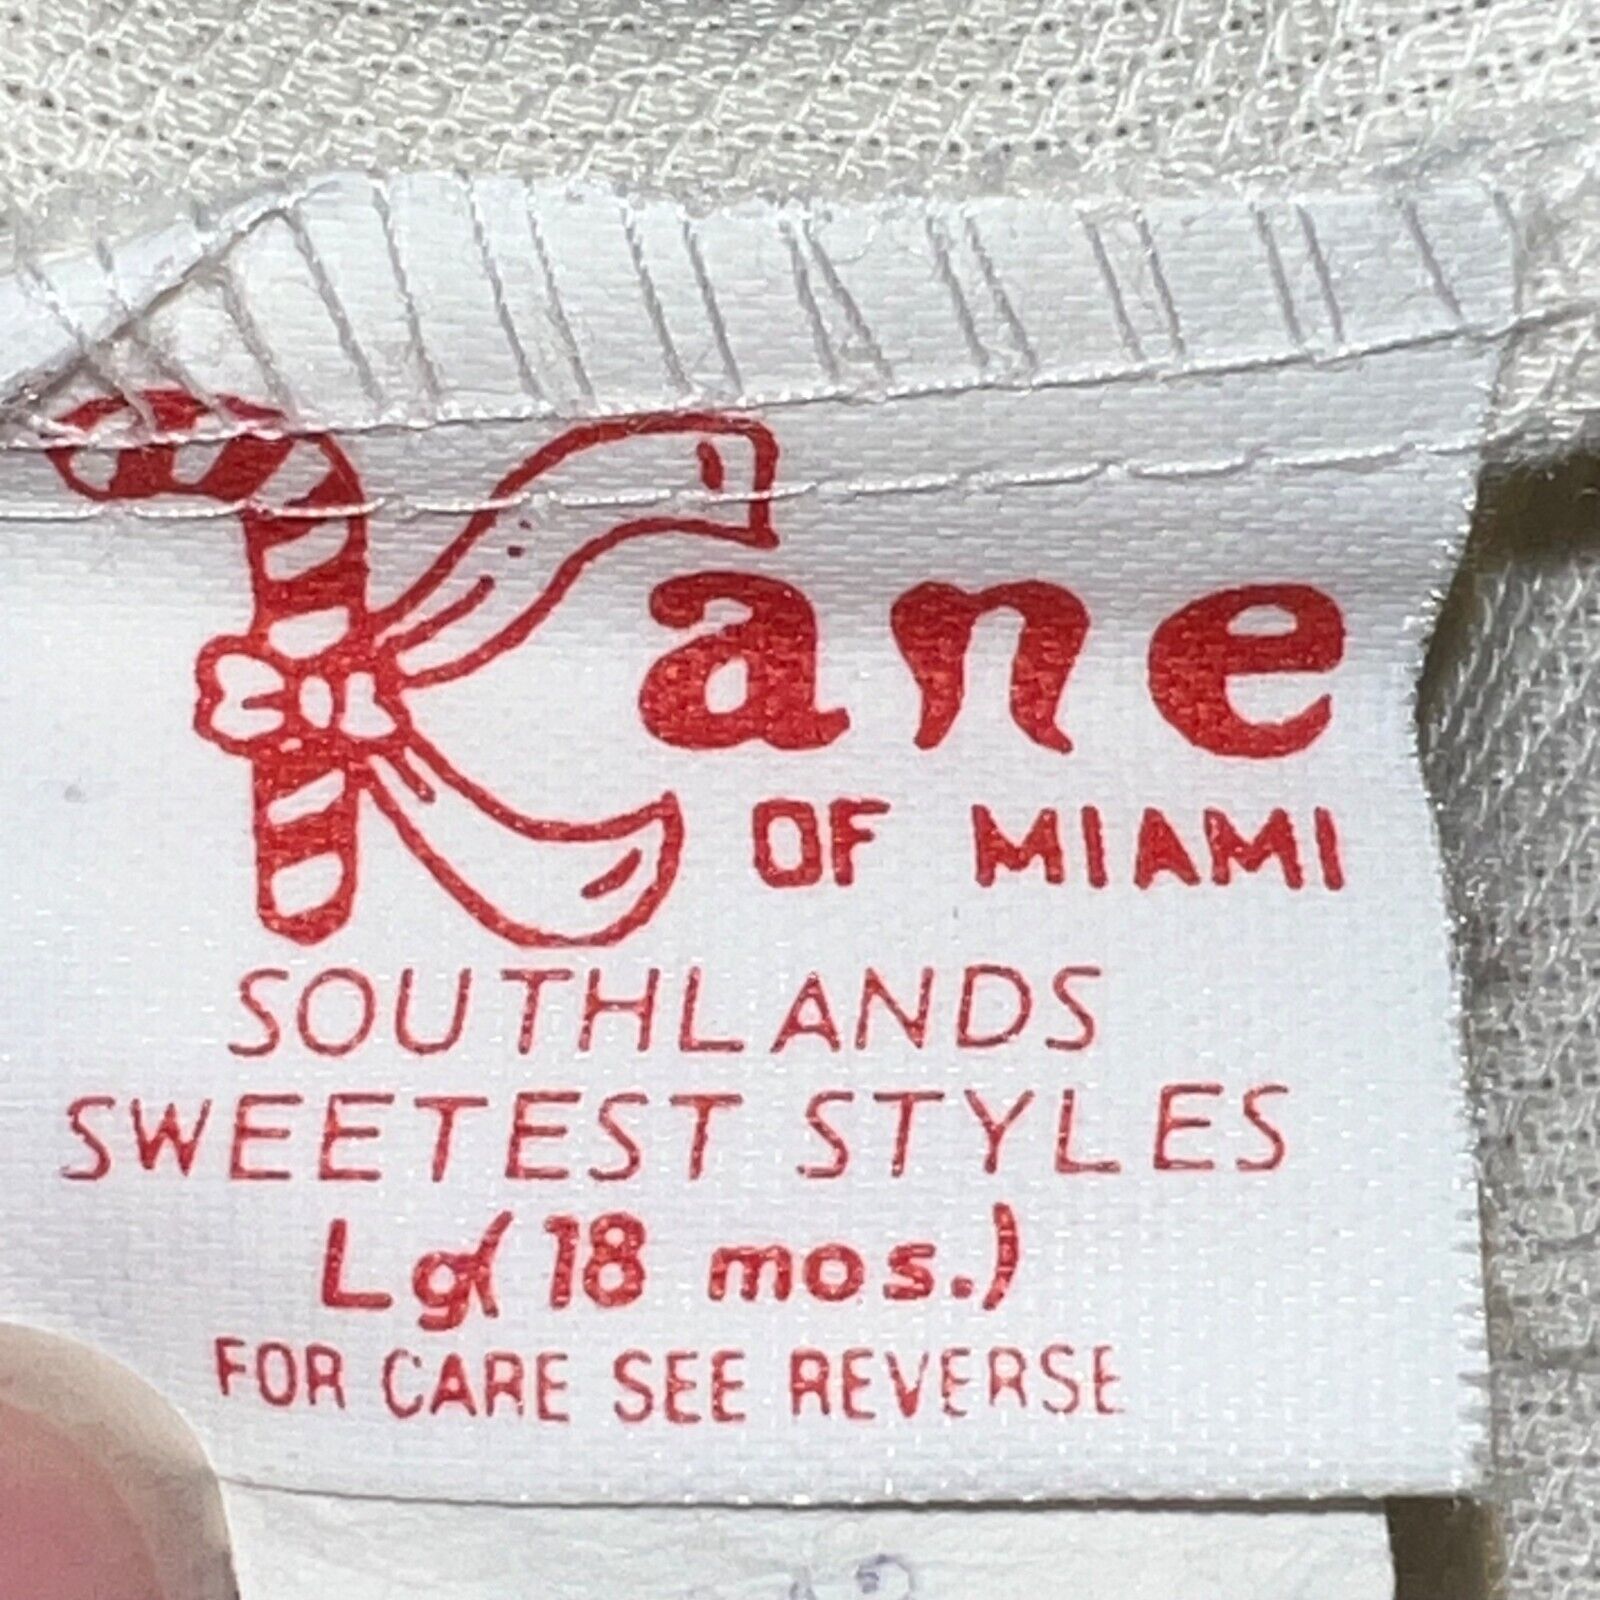 Kane
OF MIAMI
SOUTHLANDS
SWEETEST STYLES
Lg(18 mos.)
FOR CARE SEE REVERSE